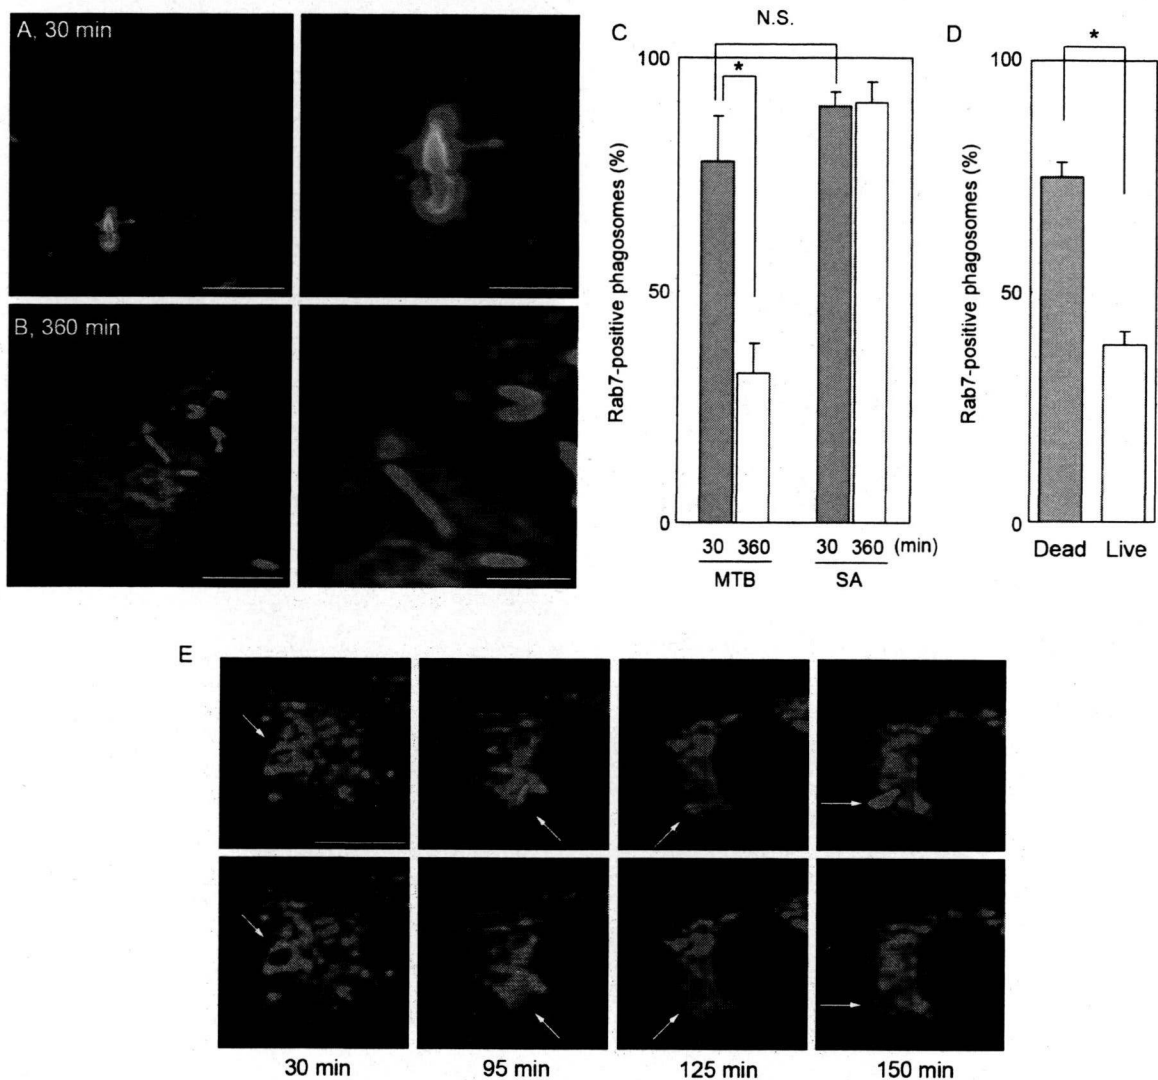 A, 30 min
B, 360 min
C
N.S.
*
100
50
0
Rab7-positive phagosomes (%)
30 360 30 360 (min)
MTB SA
D
*
100
50
0
Rab7-positive phagosomes (%)
Dead Live
E
30 min 95 min 125 min 150 min